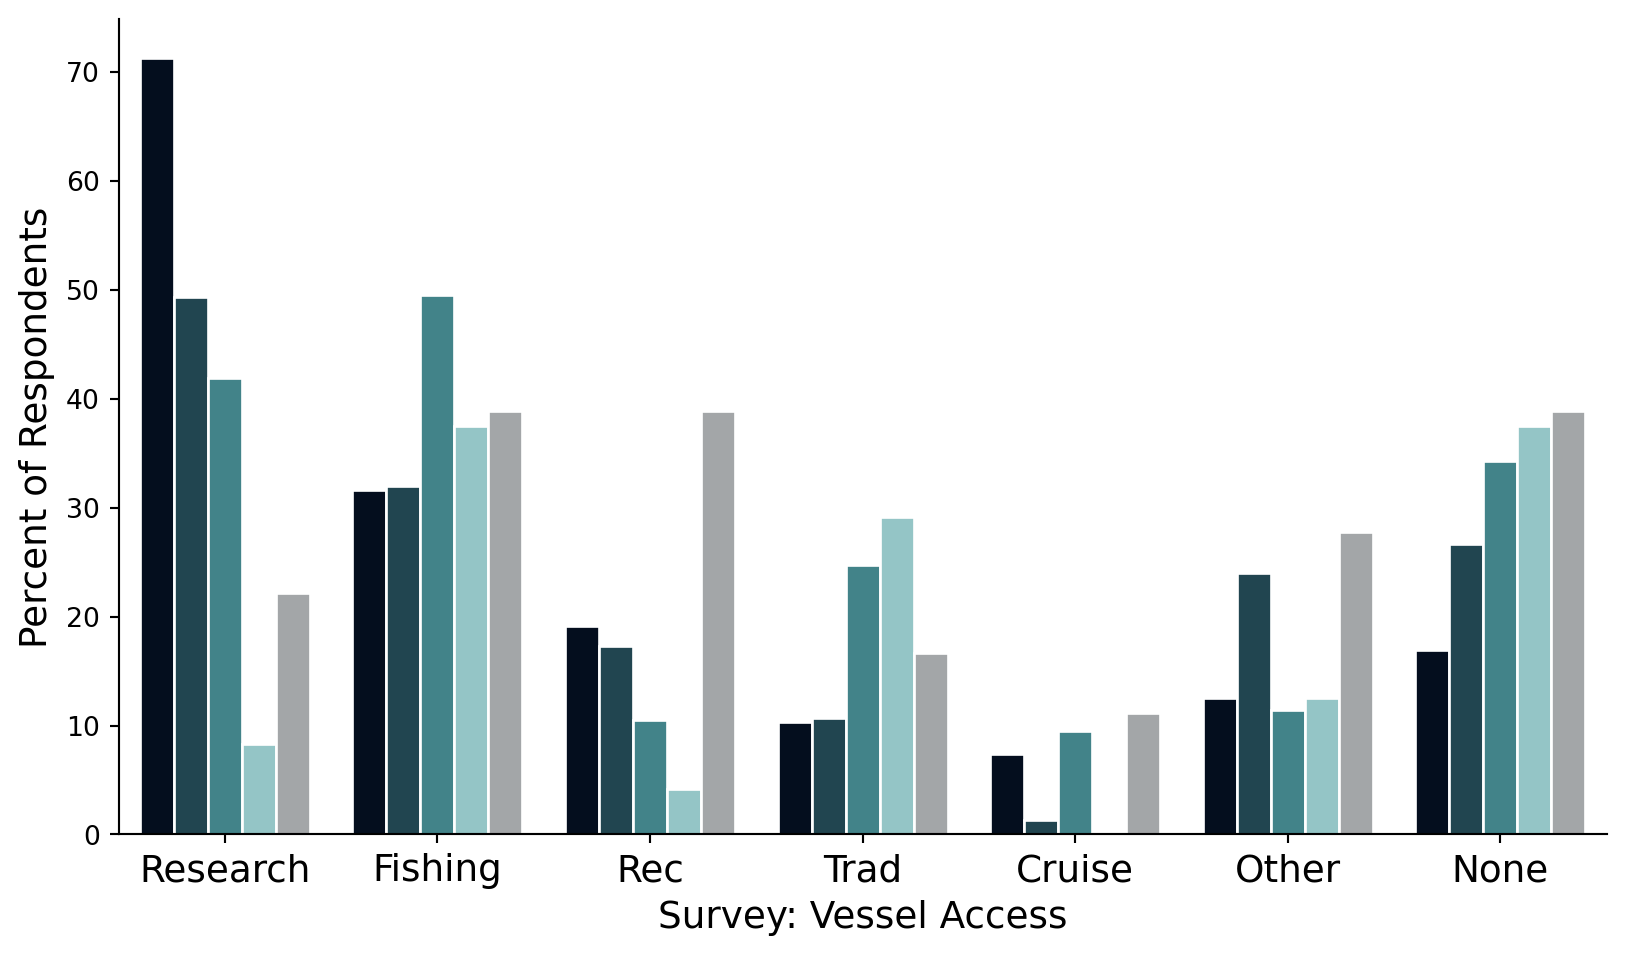 Percent of Respondents
70
60
50
40
30
20
10
0
Research
Fishing
Rec
Trad
Cruise
Other
None
Survey: Vessel Access